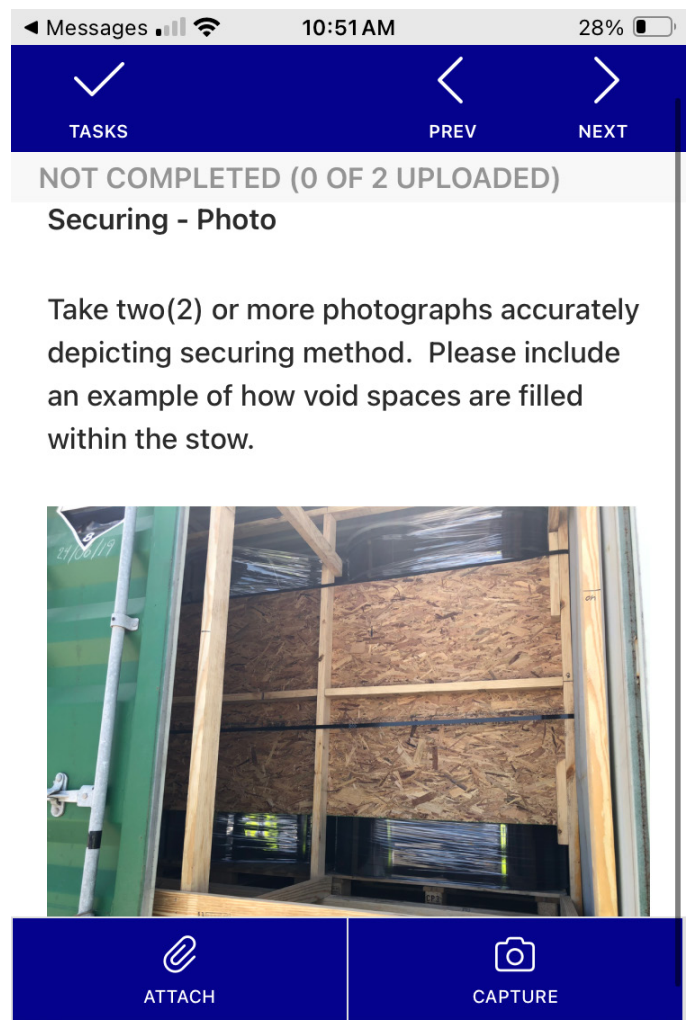 Messages 10:51 AM 28%
TASKS PREV NEXT
NOT COMPLETED (0 OF 2 UPLOADED)
Securing - Photo
Take two(2) or more photographs accurately
depicting securing method. Please include
an example of how void spaces are filled
within the stow.
ATTACH CAPTURE